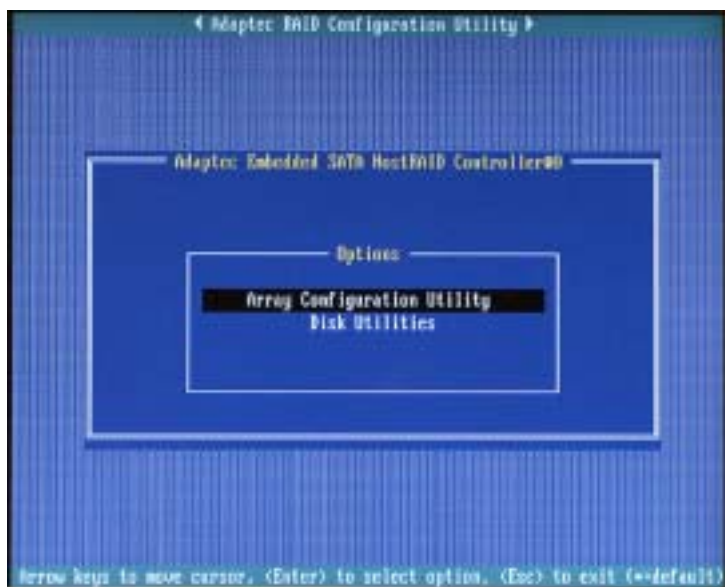 Adaptec RAID Configuration Utility
Adaptec Embedded SATA HostRAID Controller#0
Options
Array Configuration Utility
Disk Utilities
Arrow keys to move cursor, <Enter> to select option, <Esc> to exit (*=default)